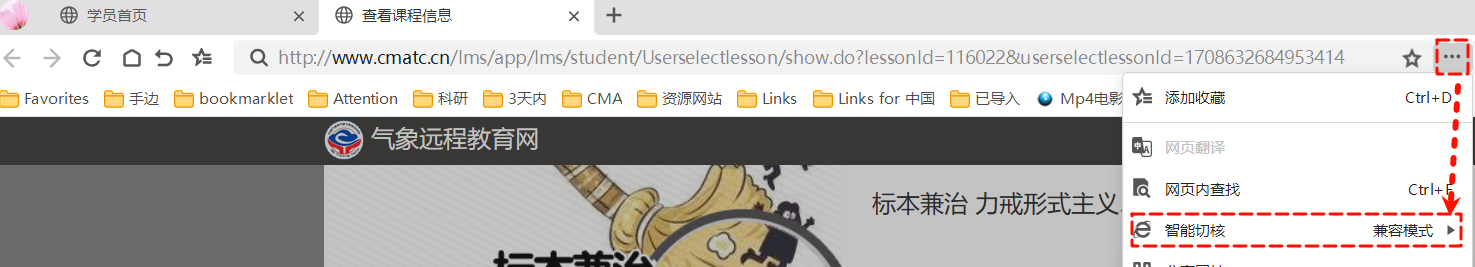 学员首页
查看课程信息
http://www.cmatc.cn/lms/app/lms/student/Userselectlesson/show.do?lessonId=116022&userselectlessonId=1708632684953414
Favorites 手边 bookmarklet Attention 科研 3天内 CMA 资源网站 Links Links for 中国 已导入 Mp4电影
添加收藏 Ctrl+D
气象远程教育网
网页翻译
网页内查找 Ctrl+F
标本兼治 力戒形式主义
智能切核 兼容模式
标本兼治